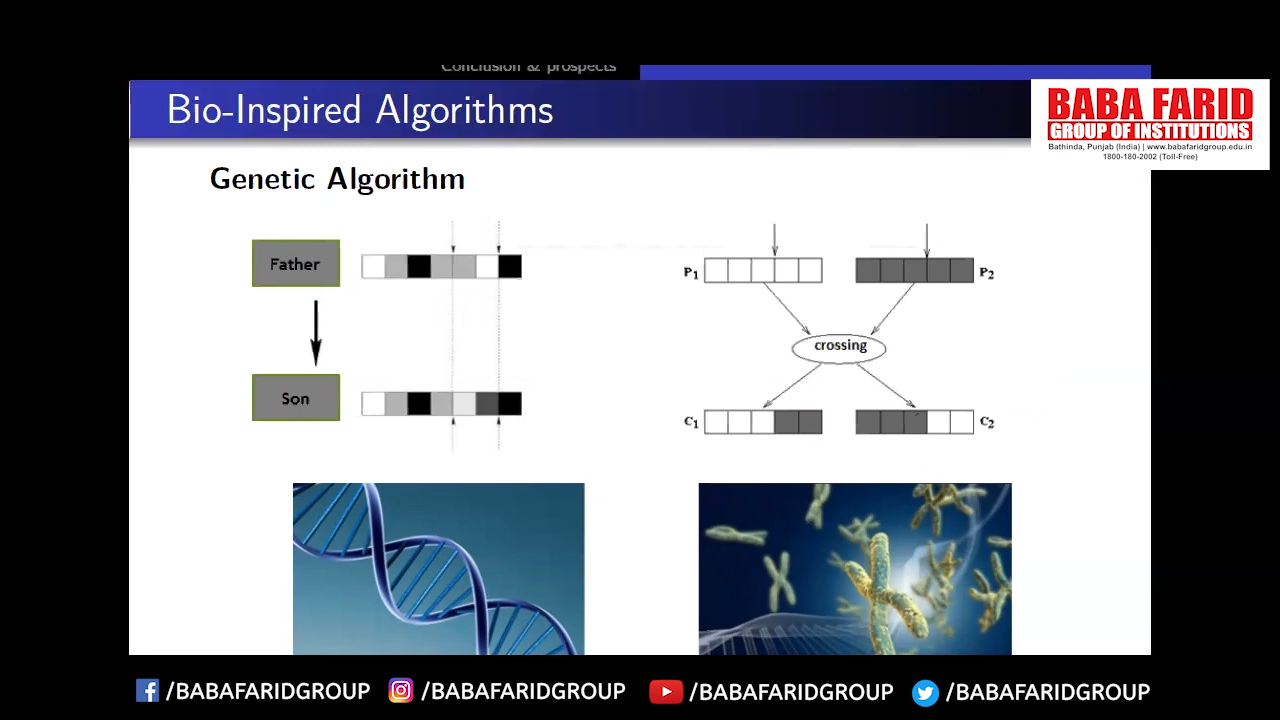 Conclusion & prospects
Bio-Inspired Algorithms
BABA FARID
GROUP OF INSTITUTIONS
Bathinda, Punjab (India) | www.babafaridgroup.edu.in
1800-180-2002 (Toll-Free)
Genetic Algorithm
Father
P1
P2
crossing
Son
C1
C2
/BABAFARIDGROUP
/BABAFARIDGROUP
/BABAFARIDGROUP
/BABAFARIDGROUP